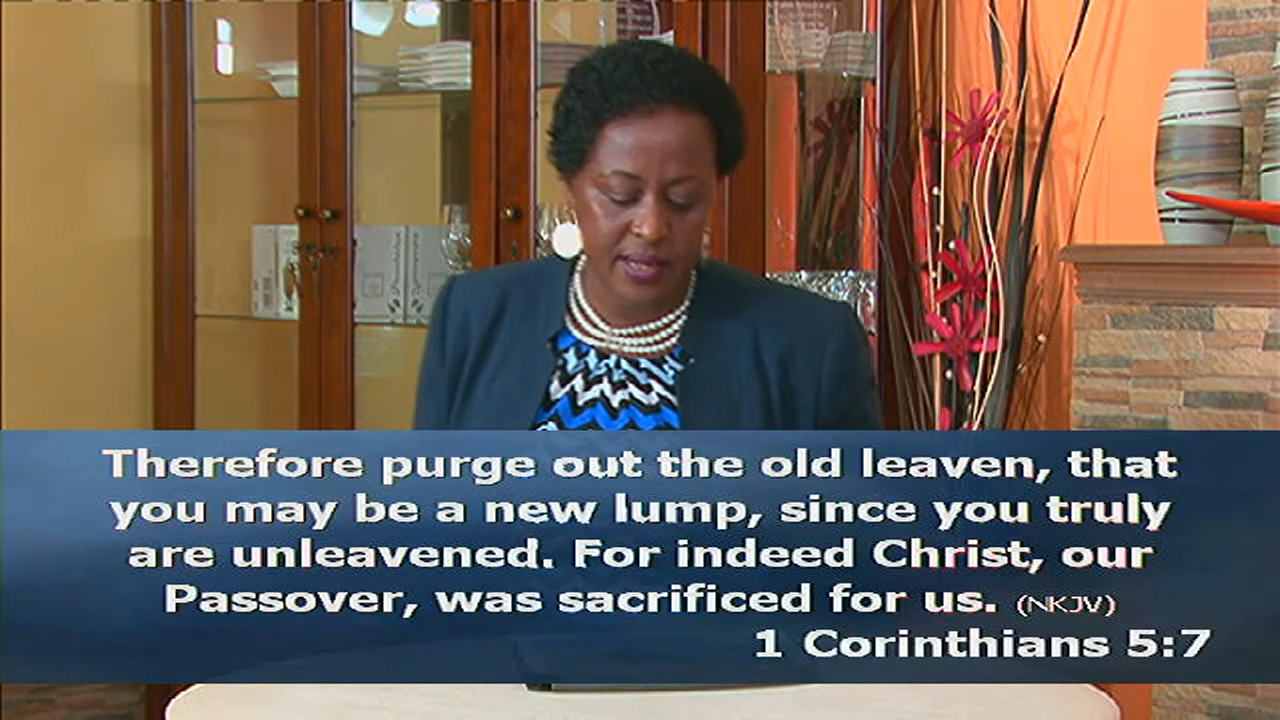 Therefore purge out the old leaven, that
you may be a new lump, since you truly
are unleavened. For indeed Christ, our
Passover, was sacrificed for us. (NKJV)
1 Corinthians 5:7